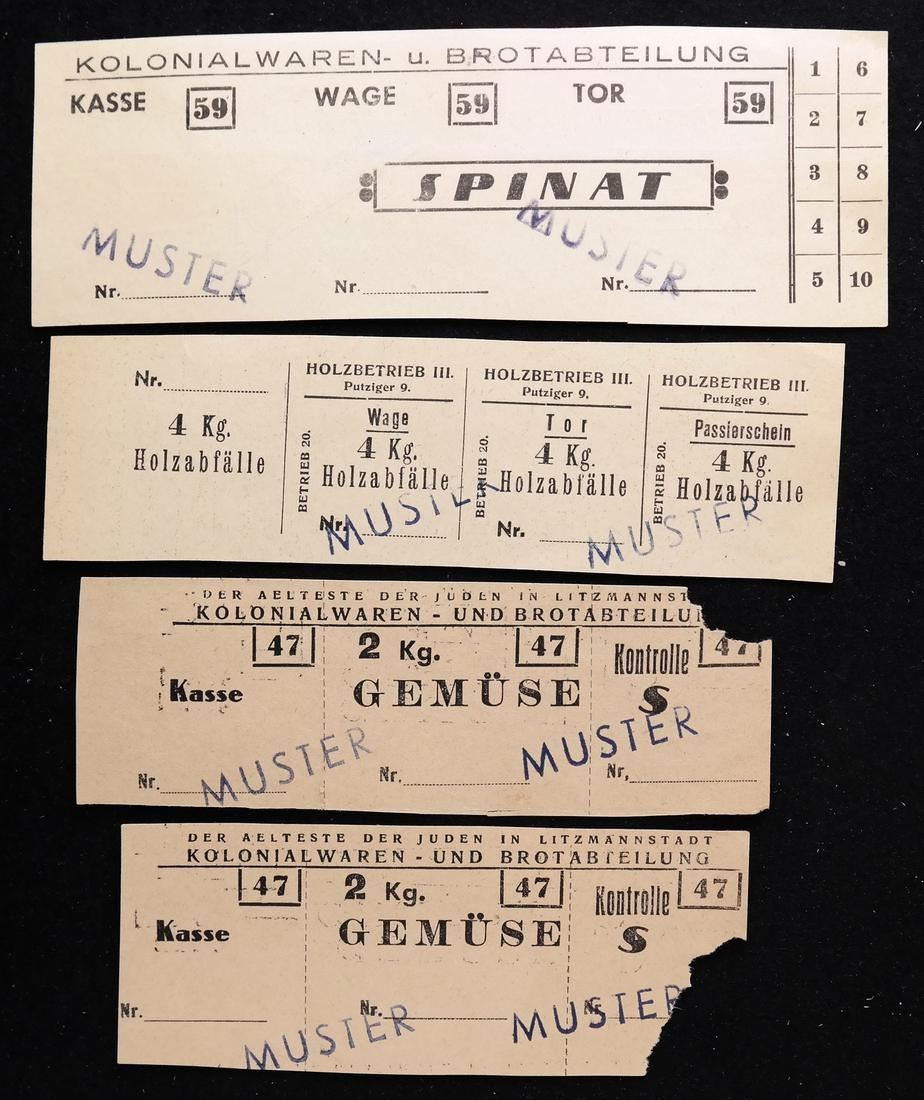 KOLONIALWAREN- u. BROTABTEILUNG
KASSE 59 WAGE 59 TOR 59
SPINAT
MUSTER MUSTER
Nr. Nr. Nr.
1 6
2 7
3 8
4 9
5 10
Nr.
4 Kg.
Holzabfälle
HOLZBETRIEB III.
Putziger 9.
BETRIEB 20.
Wage
4 Kg.
Holzabfälle
Nr.
MUSTER
HOLZBETRIEB III.
Putziger 9.
BETRIEB 20.
Tor
4 Kg.
Holzabfälle
Nr.
HOLZBETRIEB III.
Putziger 9.
BETRIEB 20.
Passierschein
4 Kg.
Holzabfälle
MUSTER
DER AELTESTE DER JUDEN IN LITZMANNST
KOLONIALWAREN - UND BROTABTEILU
47 2 Kg. 47 Kontrolle 47
Kasse GEMÜSE S
MUSTER MUSTER
Nr. Nr. Nr,
DER AELTESTE DER JUDEN IN LITZMANNSTADT
KOLONIALWAREN - UND BROTABTEILUNG
47 2 Kg. 47 Kontrolle 47
Kasse GEMÜSE S
Nr. Nr. Nr.
MUSTER MUSTER